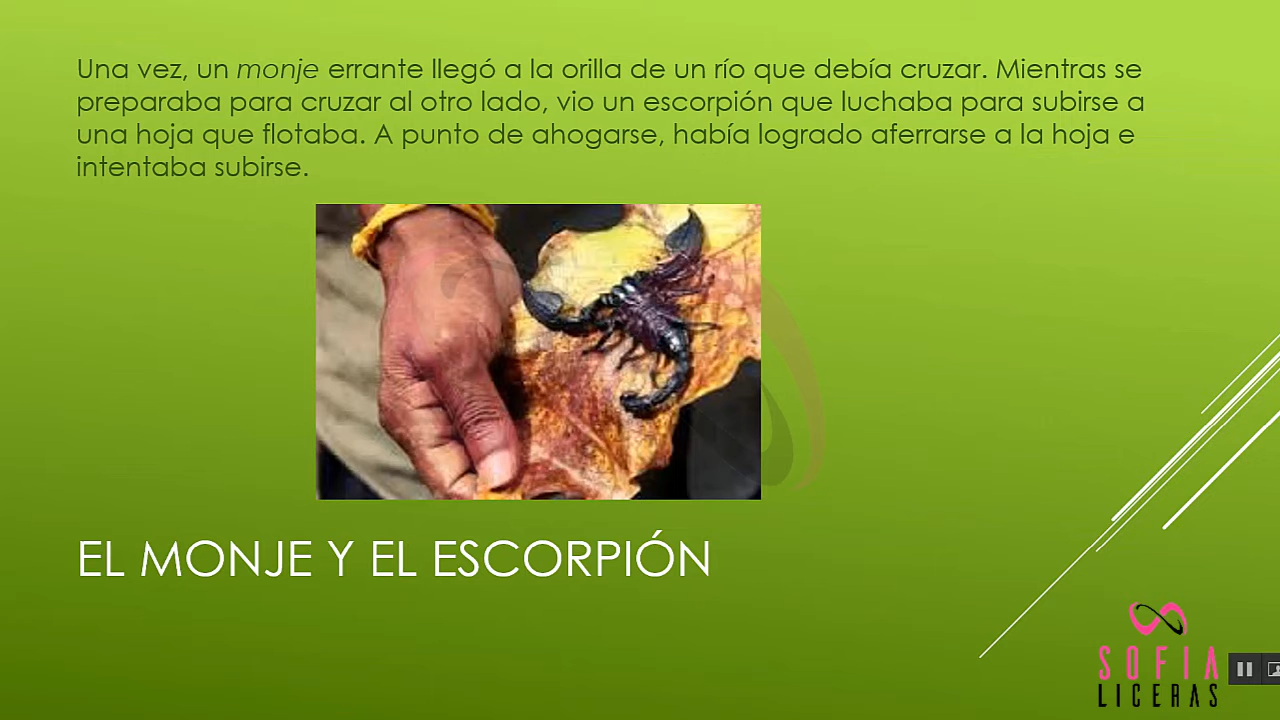 Una vez, un monje errante llegó a la orilla de un río que debía cruzar. Mientras se
preparaba para cruzar al otro lado, vio un escorpión que luchaba para subirse a
una hoja que flotaba. A punto de ahogarse, había logrado aferrarse a la hoja e
intentaba subirse.
EL MONJE Y EL ESCORPIÓN
SOFIA
LICERAS